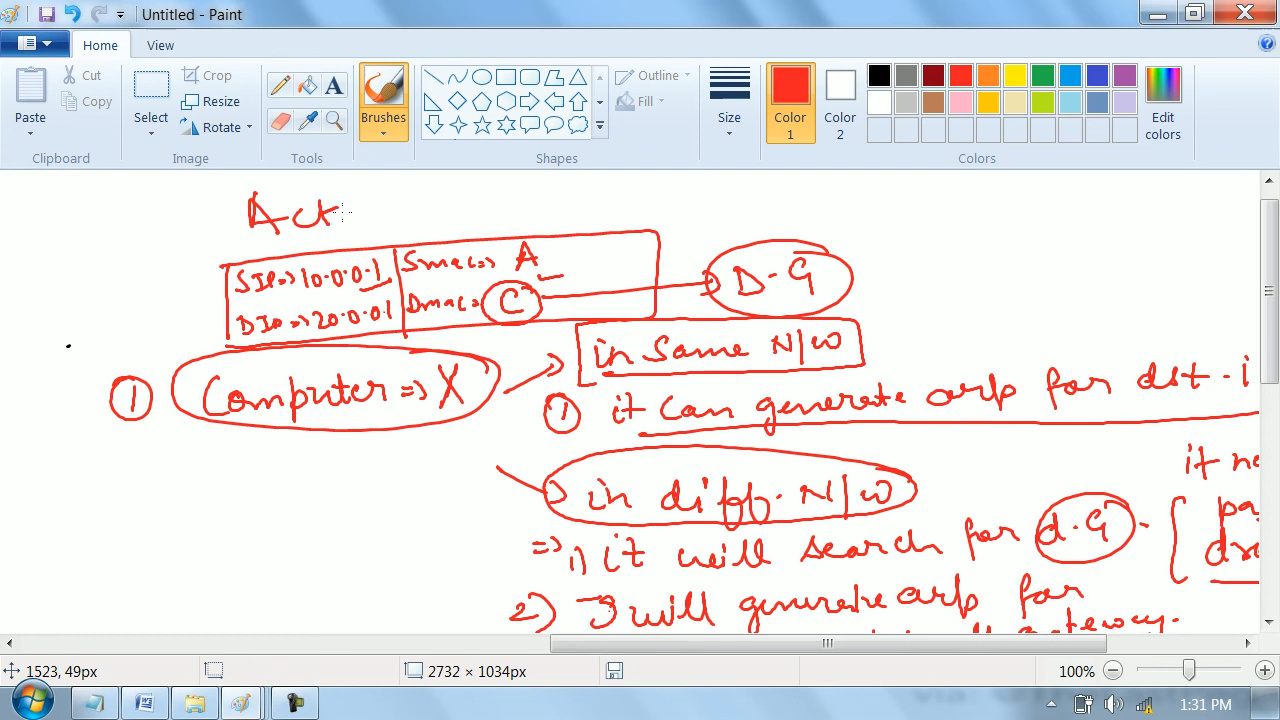 Untitled - Paint
Home View
Paste
Cut
Copy
Clipboard
Select
Crop
Resize
Rotate
Image
Tools
Brushes
Shapes
Outline
Fill
Size
Color 1
Color 2
Edit colors
Colors
Act
SIP=>10.0.0.1 Smac=> A
DIP=>20.0.0.1 Dmac=> C
D.G
1 Computer => X
in Same N/W
1 it can generate arp for dst. i
in diff. N/W
=> 1) it will search for d.G.
it
2) I will generate arp for
gateway.
1523, 49px
2732 × 1034px
100%
1:31 PM